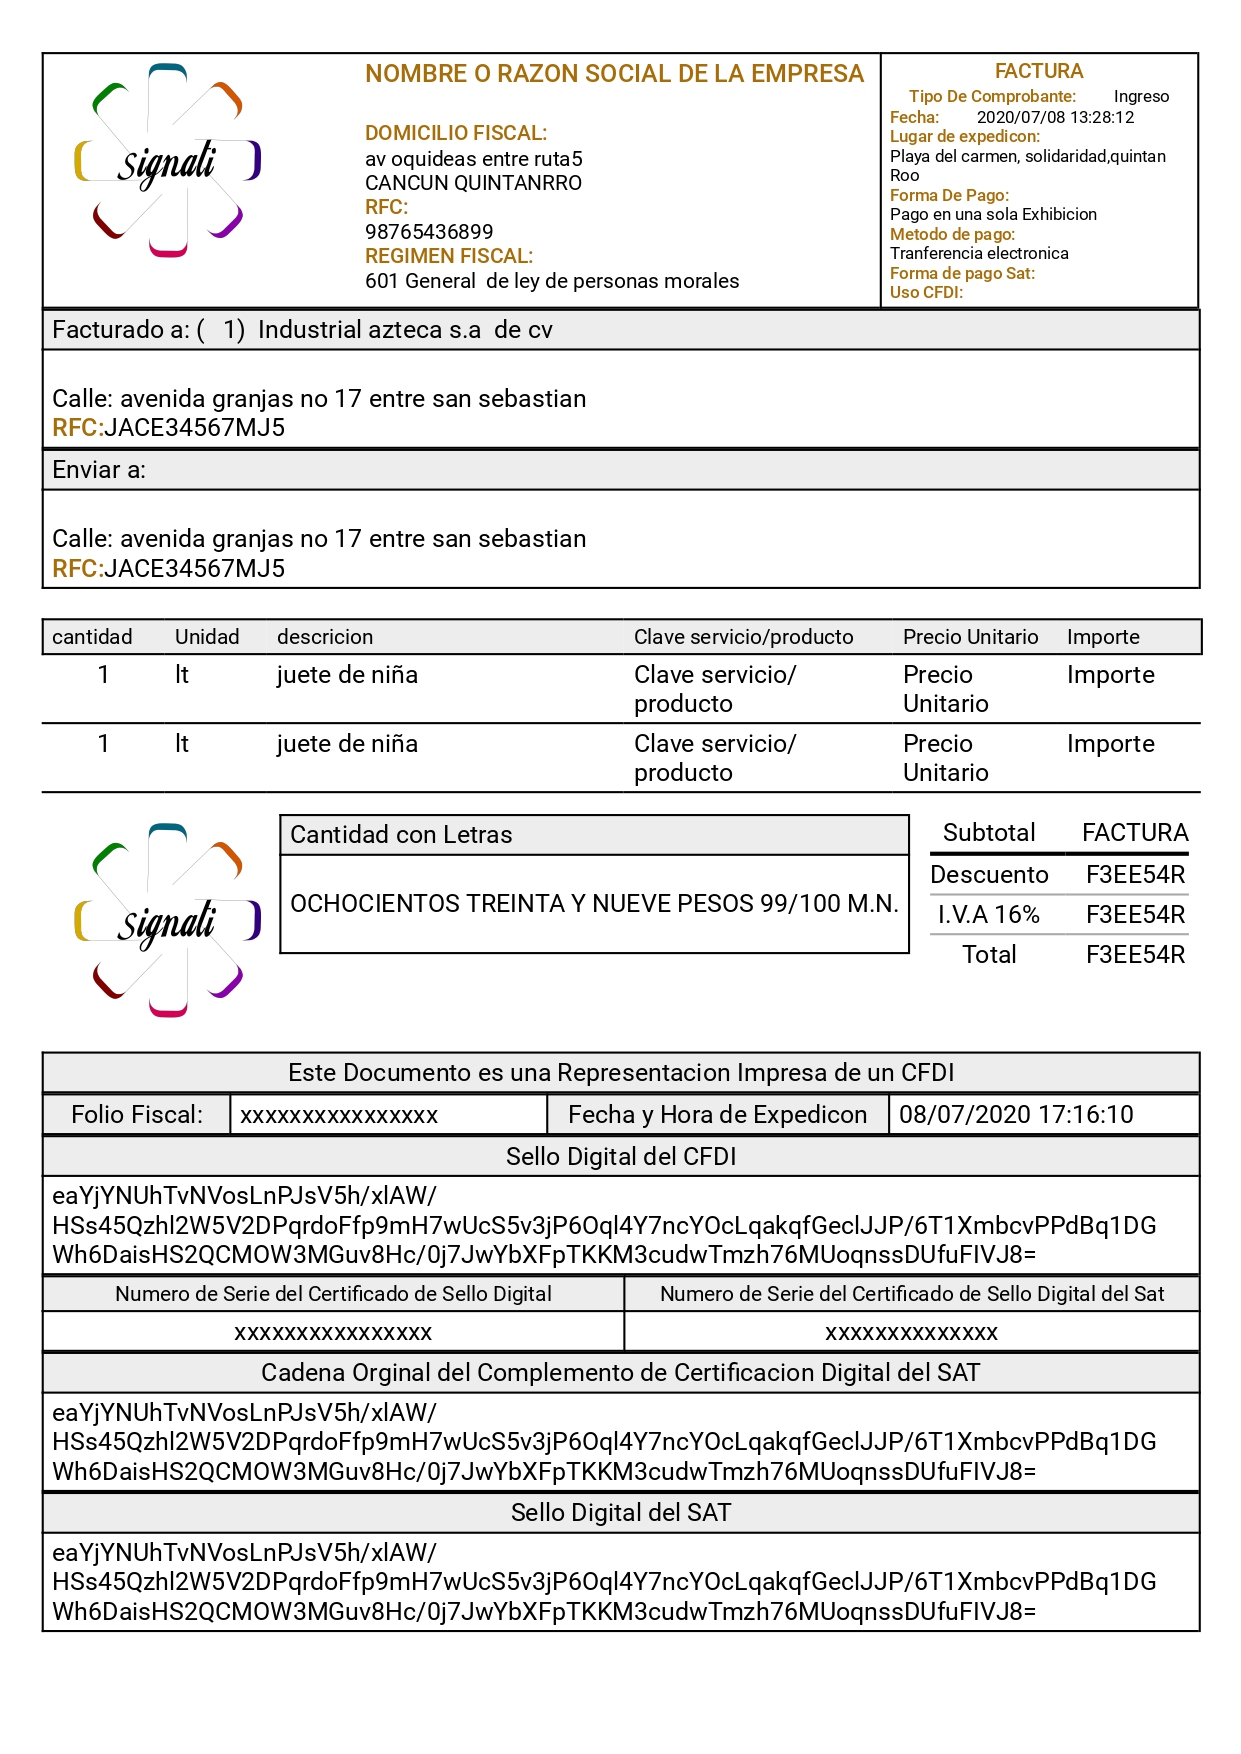 Signati
NOMBRE O RAZON SOCIAL DE LA EMPRESA
DOMICILIO FISCAL:
av oquideas entre ruta5
CANCUN QUINTANRRO
RFC:
98765436899
REGIMEN FISCAL:
601 General  de ley de personas morales
FACTURA
Tipo De Comprobante: Ingreso
Fecha: 2020/07/08 13:28:12
Lugar de expedicon:
Playa del carmen, solidaridad,quintan
Roo
Forma De Pago:
Pago en una sola Exhibicion
Metodo de pago:
Tranferencia electronica
Forma de pago Sat:
Uso CFDI:
Facturado a: (   1)  Industrial azteca s.a  de cv
Calle: avenida granjas no 17 entre san sebastian
RFC:JACE34567MJ5
Enviar a:
Calle: avenida granjas no 17 entre san sebastian
RFC:JACE34567MJ5
cantidad Unidad descricion Clave servicio/producto Precio Unitario Importe
1 lt juete de niña Clave servicio/ Precio Importe
producto Unitario
1 lt juete de niña Clave servicio/ Precio Importe
producto Unitario
Signati
Cantidad con Letras
OCHOCIENTOS TREINTA Y NUEVE PESOS 99/100 M.N.
Subtotal FACTURA
Descuento F3EE54R
I.V.A 16% F3EE54R
Total F3EE54R
Este Documento es una Representacion Impresa de un CFDI
Folio Fiscal: xxxxxxxxxxxxxxxx Fecha y Hora de Expedicon 08/07/2020 17:16:10
Sello Digital del CFDI
eaYjYNUhTvNVosLnPJsV5h/xlAW/
HSs45Qzhl2W5V2DPqrdoFfp9mH7wUcS5v3jP6Oql4Y7ncYOcLqakqfGeclJJP/6T1XmbcvPPdBq1DG
Wh6DaisHS2QCMOW3MGuv8Hc/0j7JwYbXFpTKKM3cudwTmzh76MUoqnssDUfuFIVJ8=
Numero de Serie del Certificado de Sello Digital Numero de Serie del Certificado de Sello Digital del Sat
xxxxxxxxxxxxxxxx xxxxxxxxxxxxxx
Cadena Orginal del Complemento de Certificacion Digital del SAT
eaYjYNUhTvNVosLnPJsV5h/xlAW/
HSs45Qzhl2W5V2DPqrdoFfp9mH7wUcS5v3jP6Oql4Y7ncYOcLqakqfGeclJJP/6T1XmbcvPPdBq1DG
Wh6DaisHS2QCMOW3MGuv8Hc/0j7JwYbXFpTKKM3cudwTmzh76MUoqnssDUfuFIVJ8=
Sello Digital del SAT
eaYjYNUhTvNVosLnPJsV5h/xlAW/
HSs45Qzhl2W5V2DPqrdoFfp9mH7wUcS5v3jP6Oql4Y7ncYOcLqakqfGeclJJP/6T1XmbcvPPdBq1DG
Wh6DaisHS2QCMOW3MGuv8Hc/0j7JwYbXFpTKKM3cudwTmzh76MUoqnssDUfuFIVJ8=